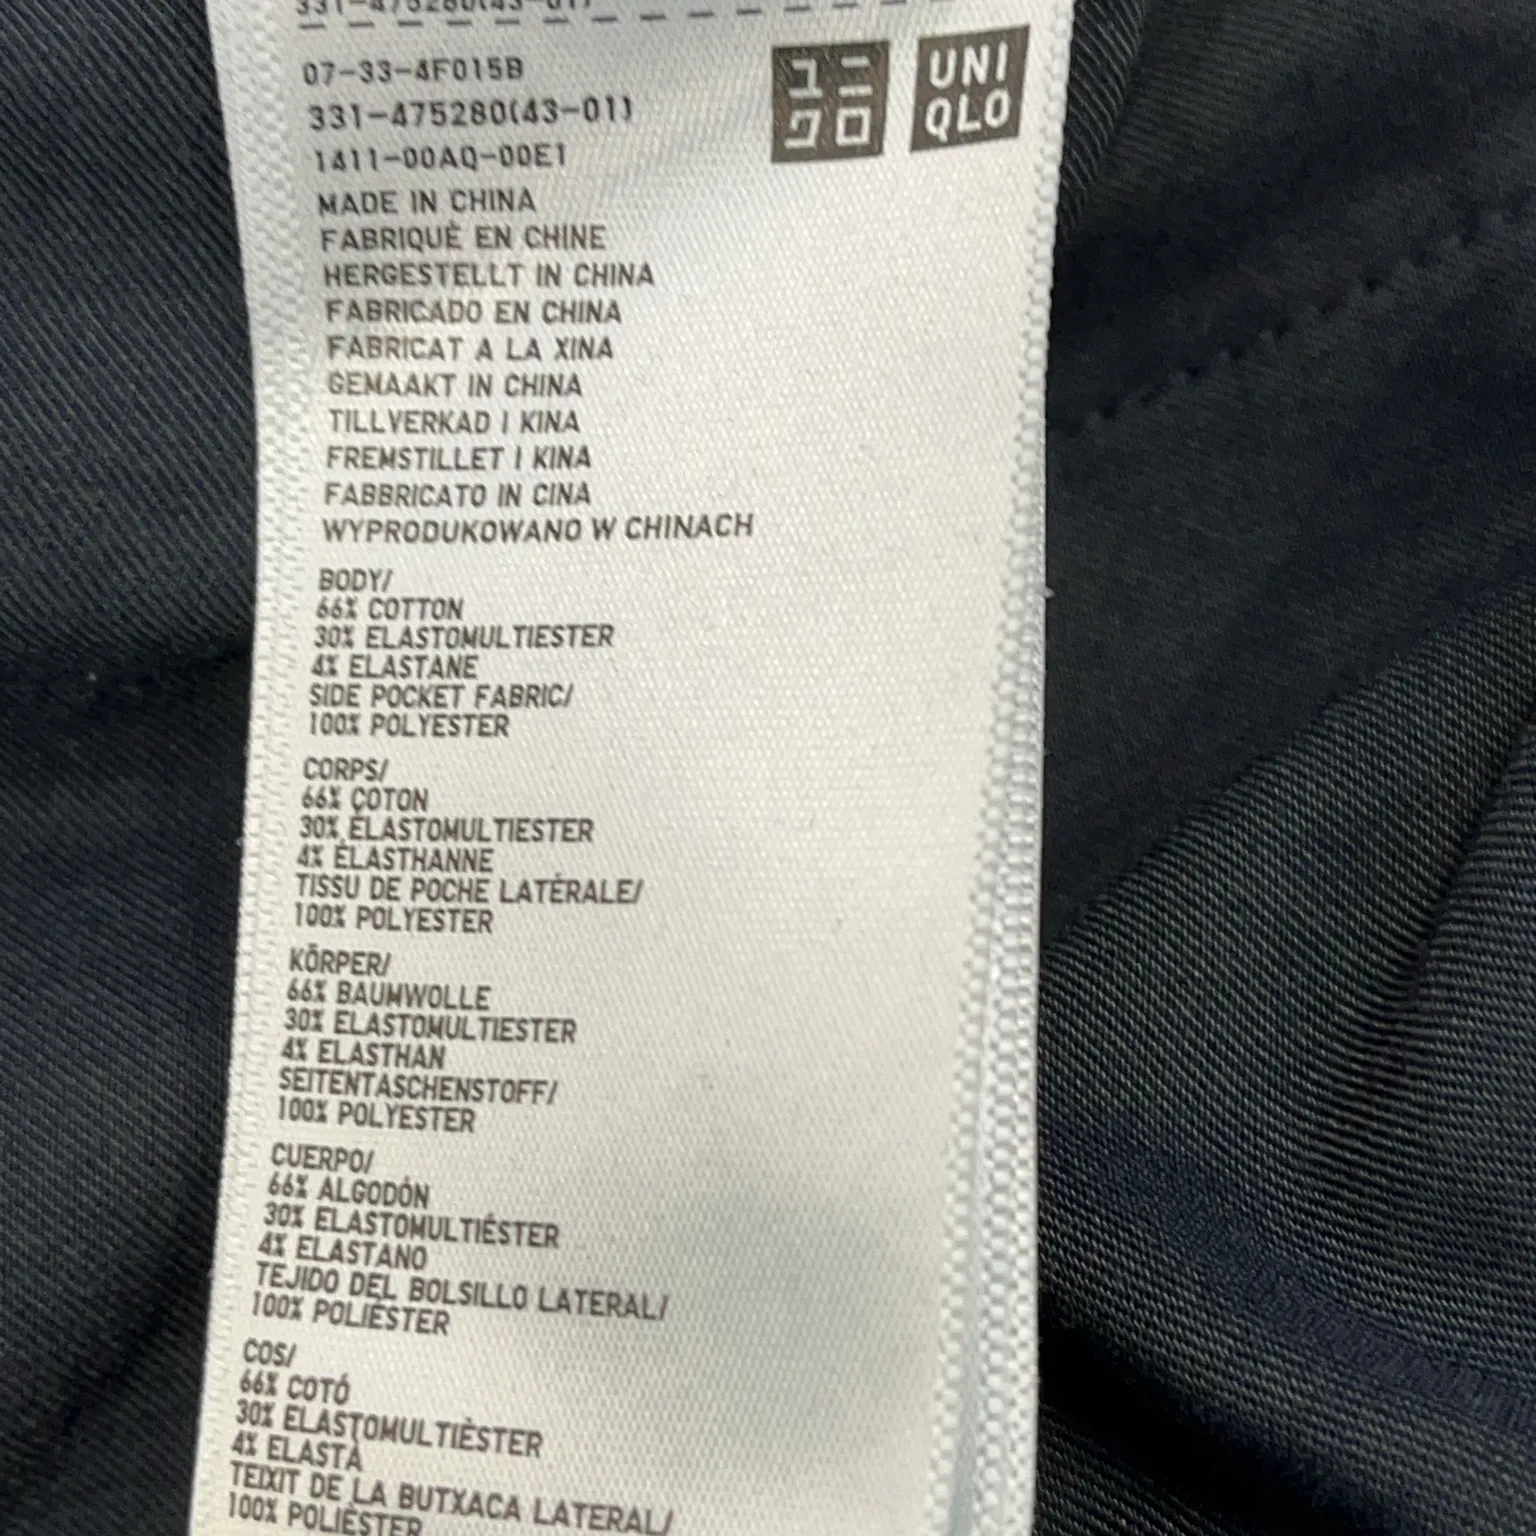 331-475280(43-01)
07-33-4F015B
331-475280(43-01)
1411-00AQ-00E1
ユニ
クロ
UNI
QLO
MADE IN CHINA
FABRIQUÉ EN CHINE
HERGESTELLT IN CHINA
FABRICADO EN CHINA
FABRICAT A LA XINA
GEMAAKT IN CHINA
TILLVERKAD I KINA
FREMSTILLET I KINA
FABBRICATO IN CINA
WYPRODUKOWANO W CHINACH
BODY/
66% COTTON
30% ELASTOMULTIESTER
4% ELASTANE
SIDE POCKET FABRIC/
100% POLYESTER
CORPS/
66% COTON
30% ÉLASTOMULTIESTER
4% ÉLASTHANNE
TISSU DE POCHE LATÉRALE/
100% POLYESTER
KÖRPER/
66% BAUMWOLLE
30% ELASTOMULTIESTER
4% ELASTHAN
SEITENTASCHENSTOFF/
100% POLYESTER
CUERPO/
66% ALGODÓN
30% ELASTOMULTIÉSTER
4% ELASTANO
TEJIDO DEL BOLSILLO LATERAL/
100% POLIÉSTER
COS/
66% COTÓ
30% ELASTOMULTIÈSTER
4% ELASTÀ
TEIXIT DE LA BUTXACA LATERAL/
100% POLIÈSTER